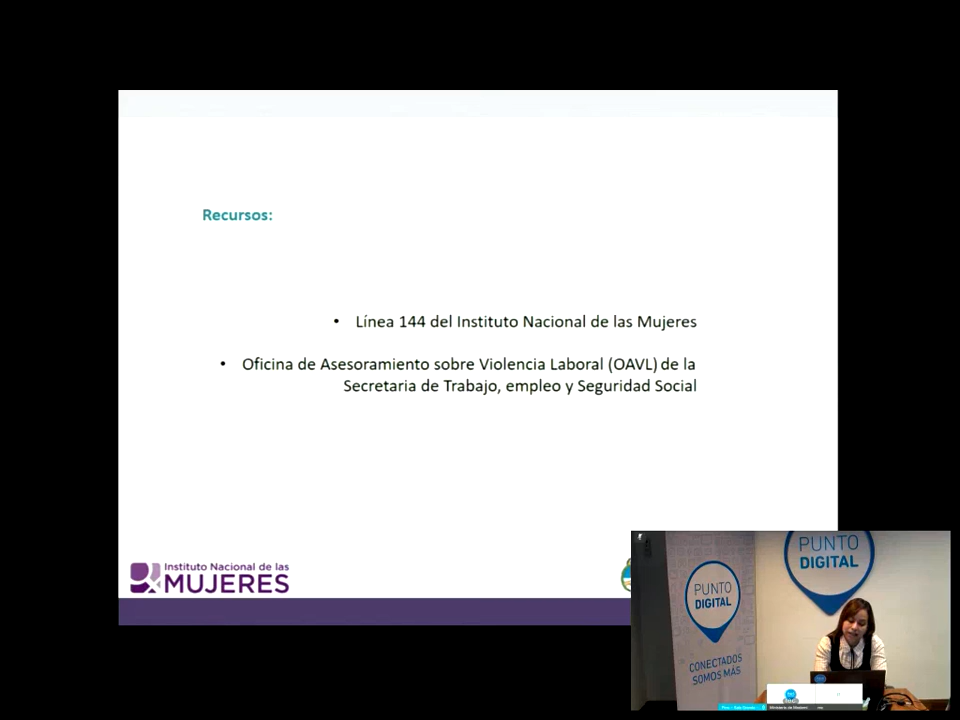 Recursos:
• Línea 144 del Instituto Nacional de las Mujeres
• Oficina de Asesoramiento sobre Violencia Laboral (OAVL) de la
Secretaria de Trabajo, empleo y Seguridad Social
Instituto Nacional de las
MUJERES
PUNTO
DIGITAL
CONECTADOS
SOMOS MÁS
PUNTO
DIGITAL